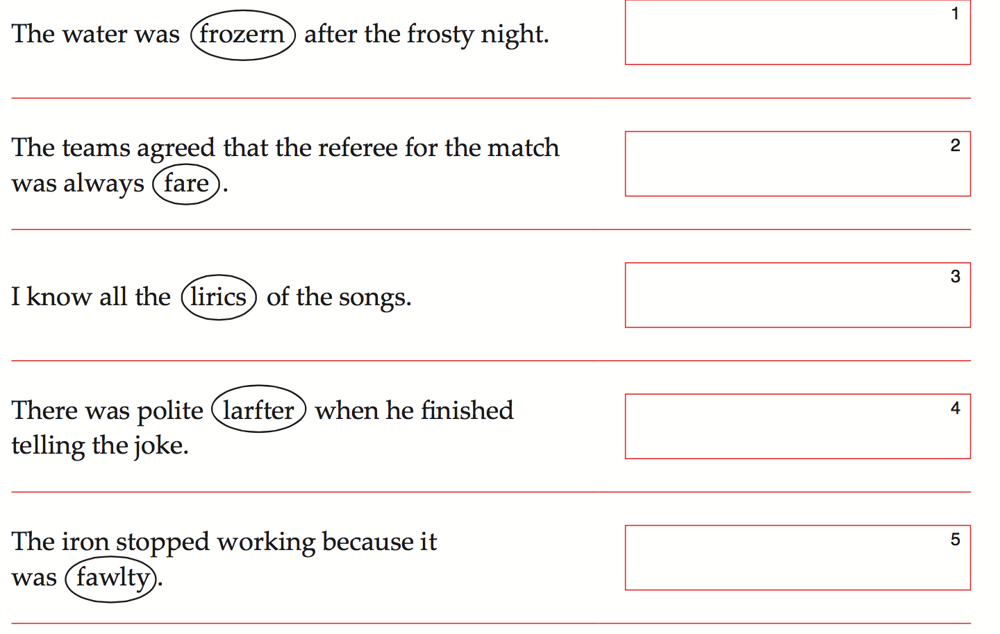 The water was frozern after the frosty night.
1
The teams agreed that the referee for the match
was always fare.
2
I know all the lirics of the songs.
3
There was polite larfter when he finished
telling the joke.
4
The iron stopped working because it
was fawlty.
5